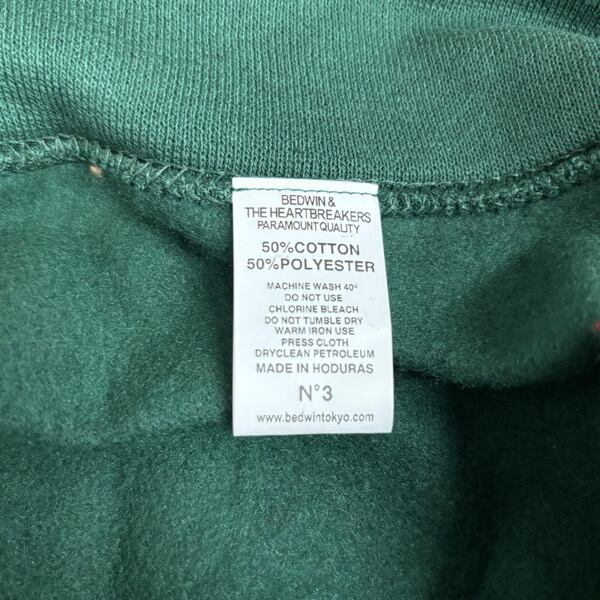 BEDWIN &
THE HEARTBREAKERS
PARAMOUNT QUALITY
50%COTTON
50%POLYESTER
MACHINE WASH 40º
DO NOT USE
CHLORINE BLEACH
DO NOT TUMBLE DRY
WARM IRON USE
PRESS CLOTH
DRYCLEAN PETROLEUM
MADE IN HODURAS
N°3
www.bedwintokyo.com